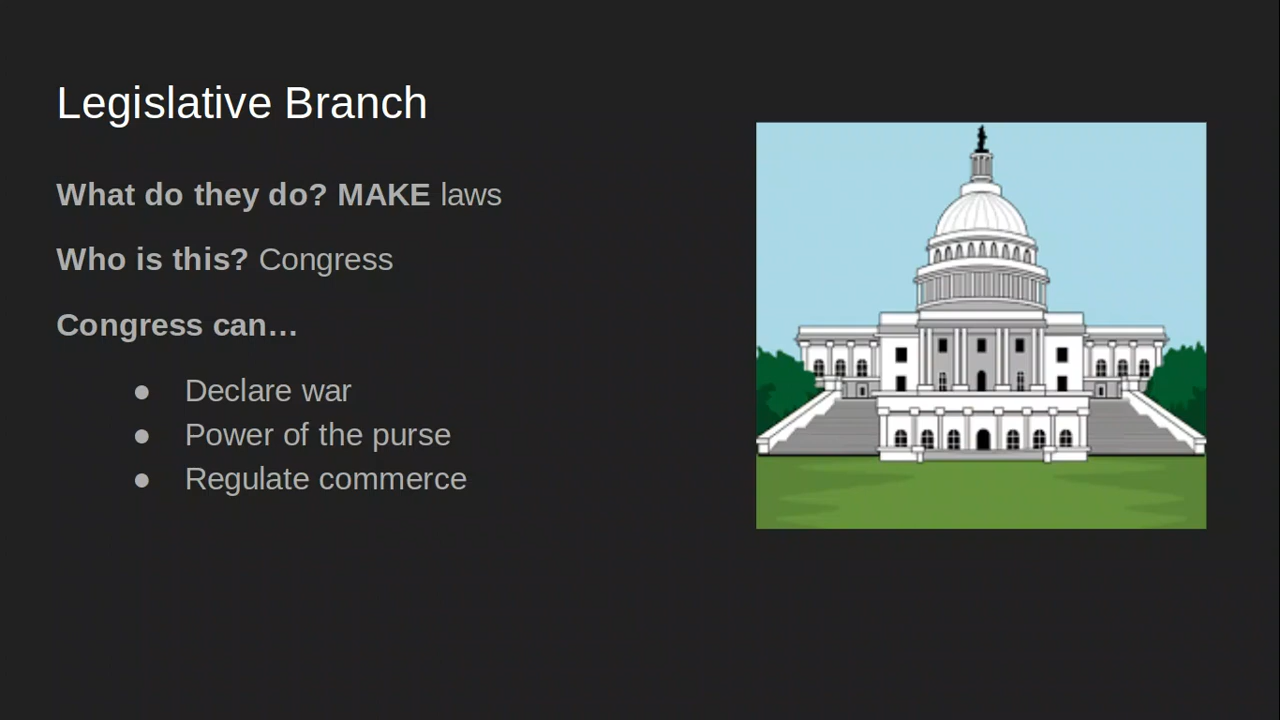 Legislative Branch
What do they do? MAKE laws
Who is this? Congress
Congress can…
● Declare war
● Power of the purse
● Regulate commerce